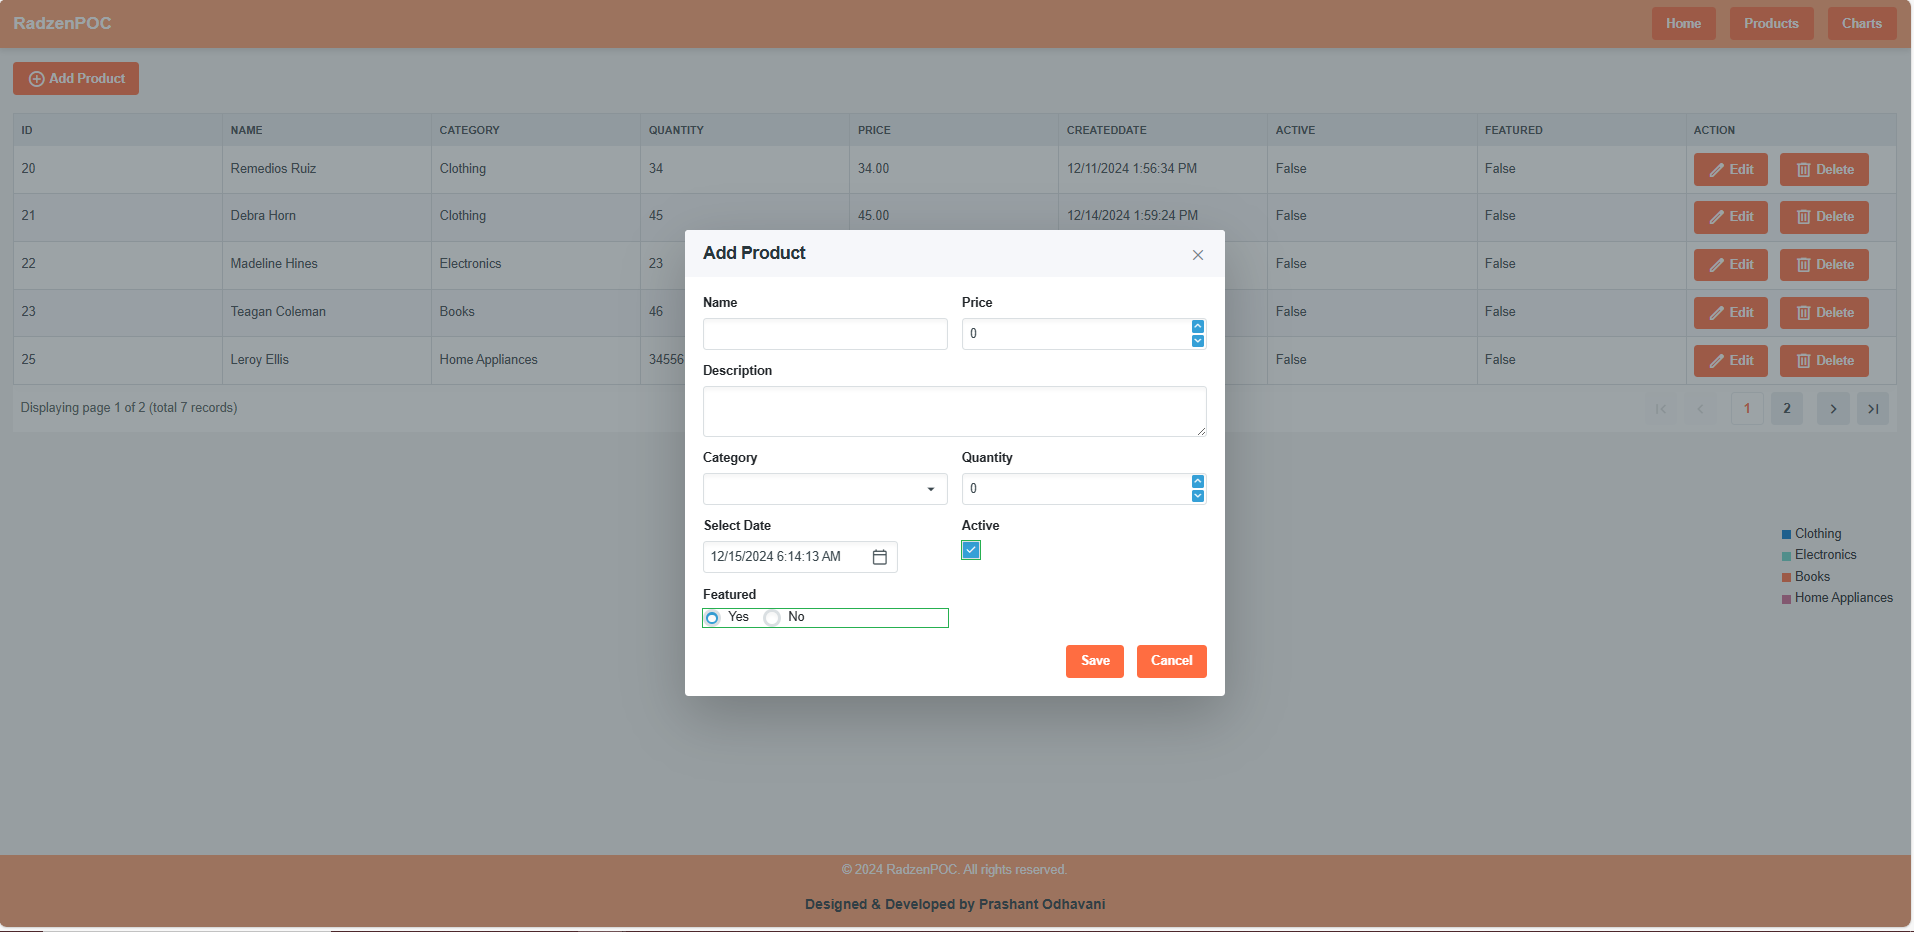 RadzenPOC
Home Products Charts
Add Product
ID NAME CATEGORY QUANTITY PRICE CREATEDDATE ACTIVE FEATURED ACTION
20 Remedios Ruiz Clothing 34 34.00 12/11/2024 1:56:34 PM False False Edit Delete
21 Debra Horn Clothing 45 45.00 12/14/2024 1:59:24 PM False False Edit Delete
22 Madeline Hines Electronics 23 False False Edit Delete
23 Teagan Coleman Books 46 False False Edit Delete
25 Leroy Ellis Home Appliances 34556 False False Edit Delete
Displaying page 1 of 2 (total 7 records)
1 2
Add Product
Name Price
0
Description
Category Quantity
0
Select Date Active
12/15/2024 6:14:13 AM
Featured
Yes No
Save Cancel
Clothing
Electronics
Books
Home Appliances
© 2024 RadzenPOC. All rights reserved.
Designed & Developed by Prashant Odhavani